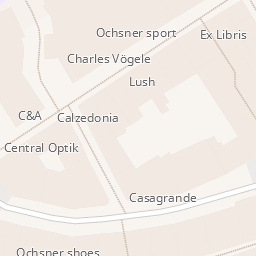 Ochsner sport
Ex Libris
Charles Vögele
Lush
C&A
Calzedonia
Central Optik
Casagrande
Ochsner shoes